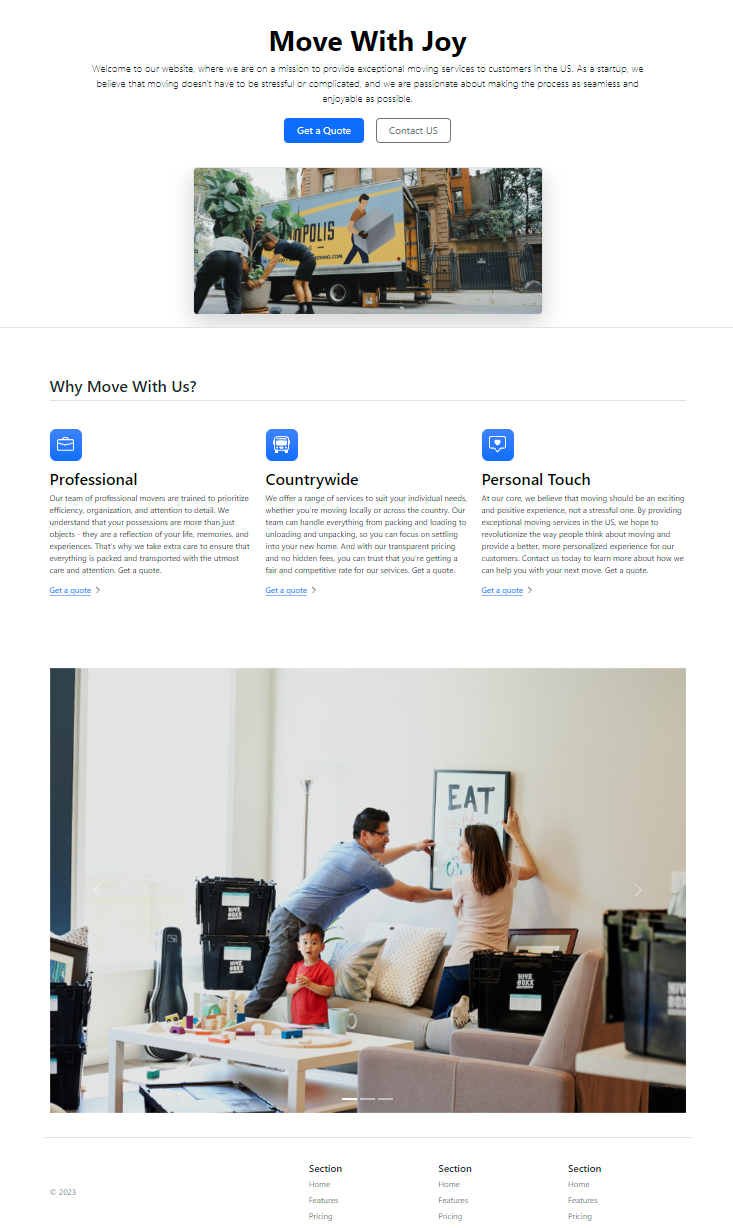 Move With Joy
Welcome to our website, where we are on a mission to provide exceptional moving services to customers in the US. As a startup, we
believe that moving doesn't have to be stressful or complicated, and we are passionate about making the process as seamless and
enjoyable as possible.
Get a Quote
Contact US
OPOLIS
MOVING.COM
Why Move With Us?
Professional
Our team of professional movers are trained to prioritize
efficiency, organization, and attention to detail. We
understand that your possessions are more than just
objects - they are a reflection of your life, memories, and
experiences. That's why we take extra care to ensure that
everything is packed and transported with the utmost
care and attention. Get a quote.
Get a quote
Countrywide
We offer a range of services to suit your individual needs,
whether you're moving locally or across the country. Our
team can handle everything from packing and loading to
unloading and unpacking, so you can focus on settling
into your new home. And with our transparent pricing
and no hidden fees, you can trust that you're getting a
fair and competitive rate for our services. Get a quote.
Get a quote
Personal Touch
At our core, we believe that moving should be an exciting
and positive experience, not a stressful one. By providing
exceptional moving services in the US, we hope to
revolutionize the way people think about moving and
provide a better, more personalized experience for our
customers. Contact us today to learn more about how we
can help you with your next move. Get a quote.
Get a quote
EAT
HIVE
BOXX
HIVE
BOXX
HIVE
BOXX
HIVE
BOXX
© 2023
Section
Home
Features
Pricing
Section
Home
Features
Pricing
Section
Home
Features
Pricing